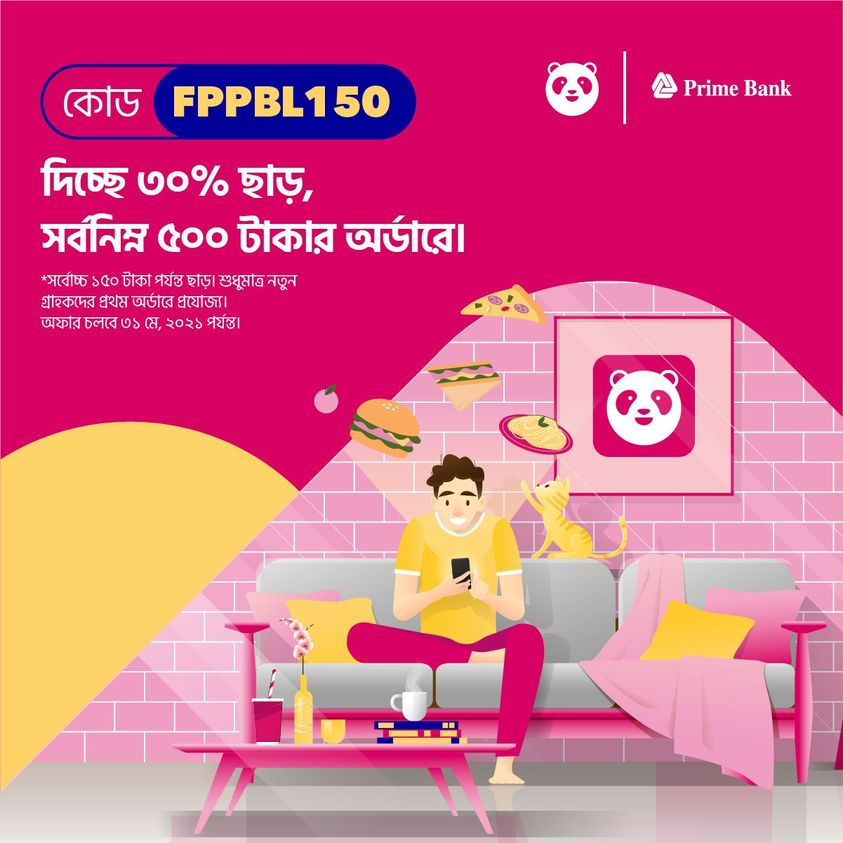 কোড FPPBL150
Prime Bank
দিচ্ছে ৩০% ছাড়,
সর্বনিম্ন ৫০০ টাকার অর্ডারে।
*সর্বোচ্চ ১৫০ টাকা পর্যন্ত ছাড়। শুধুমাত্র নতুন
গ্রাহকদের প্রথম অর্ডারে প্রযোজ্য।
অফার চলবে ৩১ মে, ২০২১ পর্যন্ত।